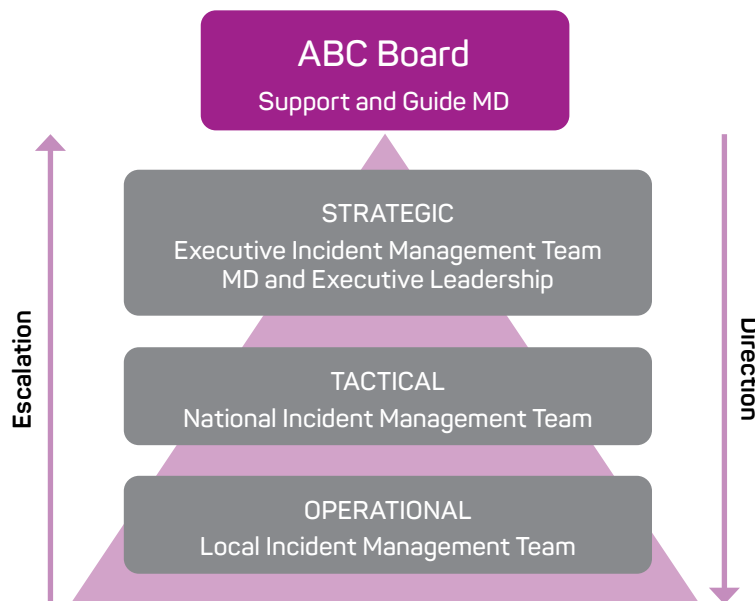 ABC Board
Support and Guide MD
Escalation
STRATEGIC
Executive Incident Management Team
MD and Executive Leadership
TACTICAL
National Incident Management Team
OPERATIONAL
Local Incident Management Team
Direction